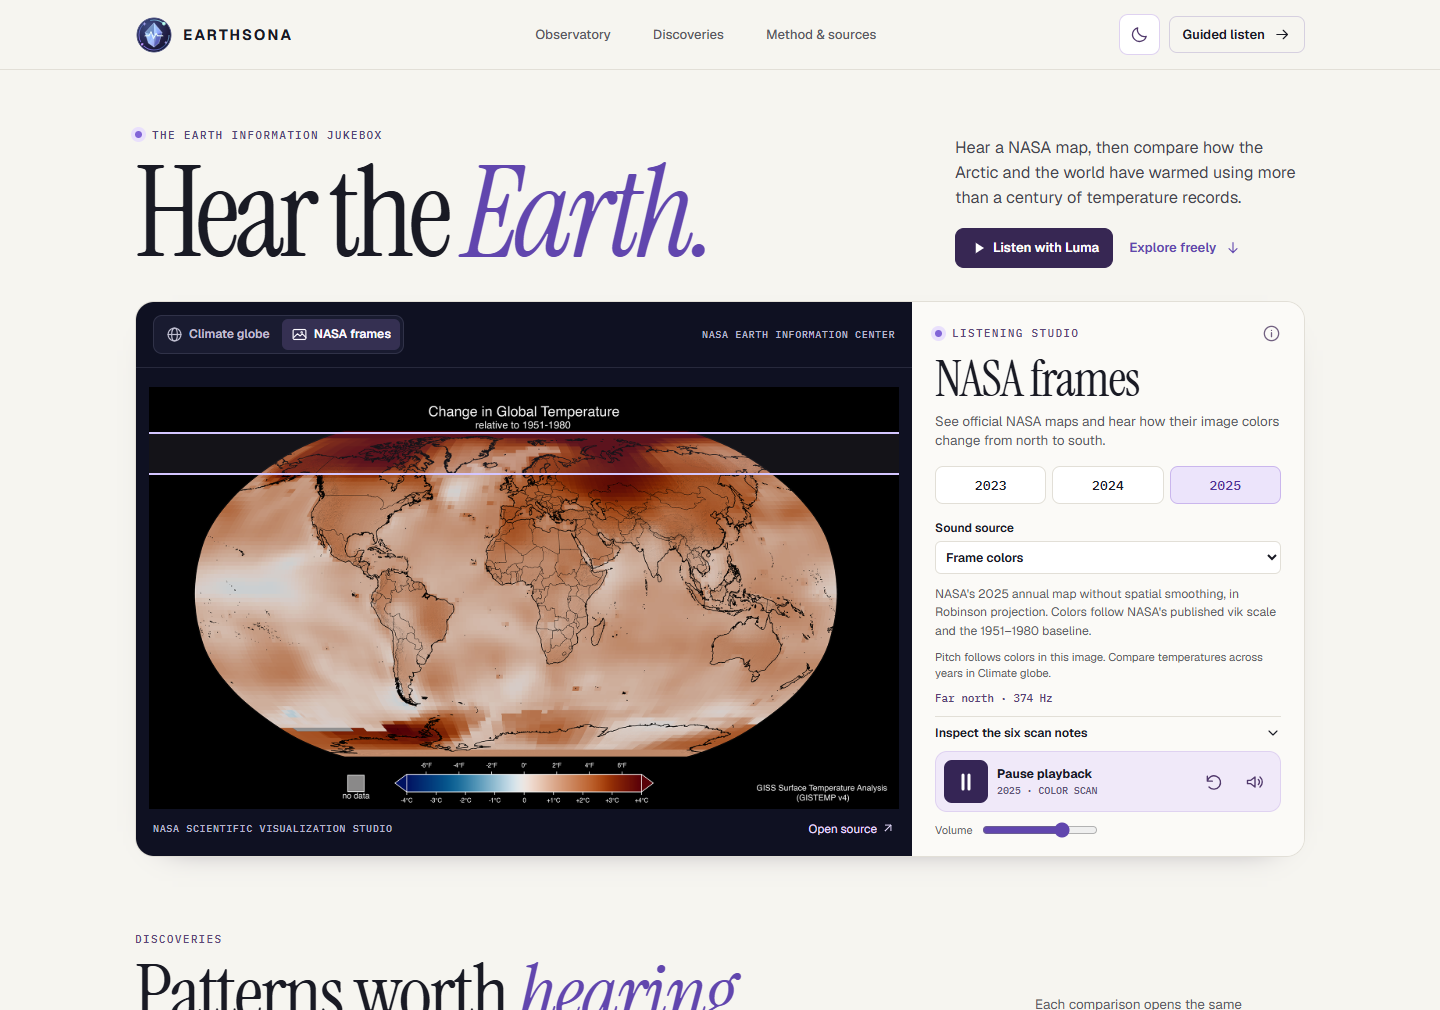 EARTHSONA
Observatory
Discoveries
Method & sources
Guided listen
THE EARTH INFORMATION JUKEBOX
Hear the Earth.
Hear a NASA map, then compare how the
Arctic and the world have warmed using more
than a century of temperature records.
Listen with Luma
Explore freely
Climate globe
NASA frames
NASA EARTH INFORMATION CENTER
Change in Global Temperature
relative to 1951-1980
-6°F -4°F -2°F 0° 2°F 4°F 6°F
no data
-4°C -3°C -2°C -1°C 0 +1°C +2°C +3°C +4°C
GISS Surface Temperature Analysis
(GISTEMP v4)
NASA SCIENTIFIC VISUALIZATION STUDIO
Open source
LISTENING STUDIO
NASA frames
See official NASA maps and hear how their image colors
change from north to south.
2023
2024
2025
Sound source
Frame colors
NASA's 2025 annual map without spatial smoothing, in
Robinson projection. Colors follow NASA's published vik scale
and the 1951–1980 baseline.
Pitch follows colors in this image. Compare temperatures across
years in Climate globe.
Far north · 374 Hz
Inspect the six scan notes
Pause playback
2025 · COLOR SCAN
Volume
DISCOVERIES
Patterns worth hearing
Each comparison opens the same